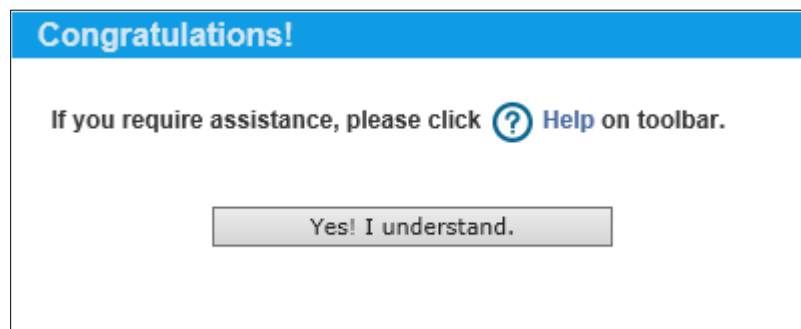 Congratulations!
If you require assistance, please click ? Help on toolbar.
Yes! I understand.